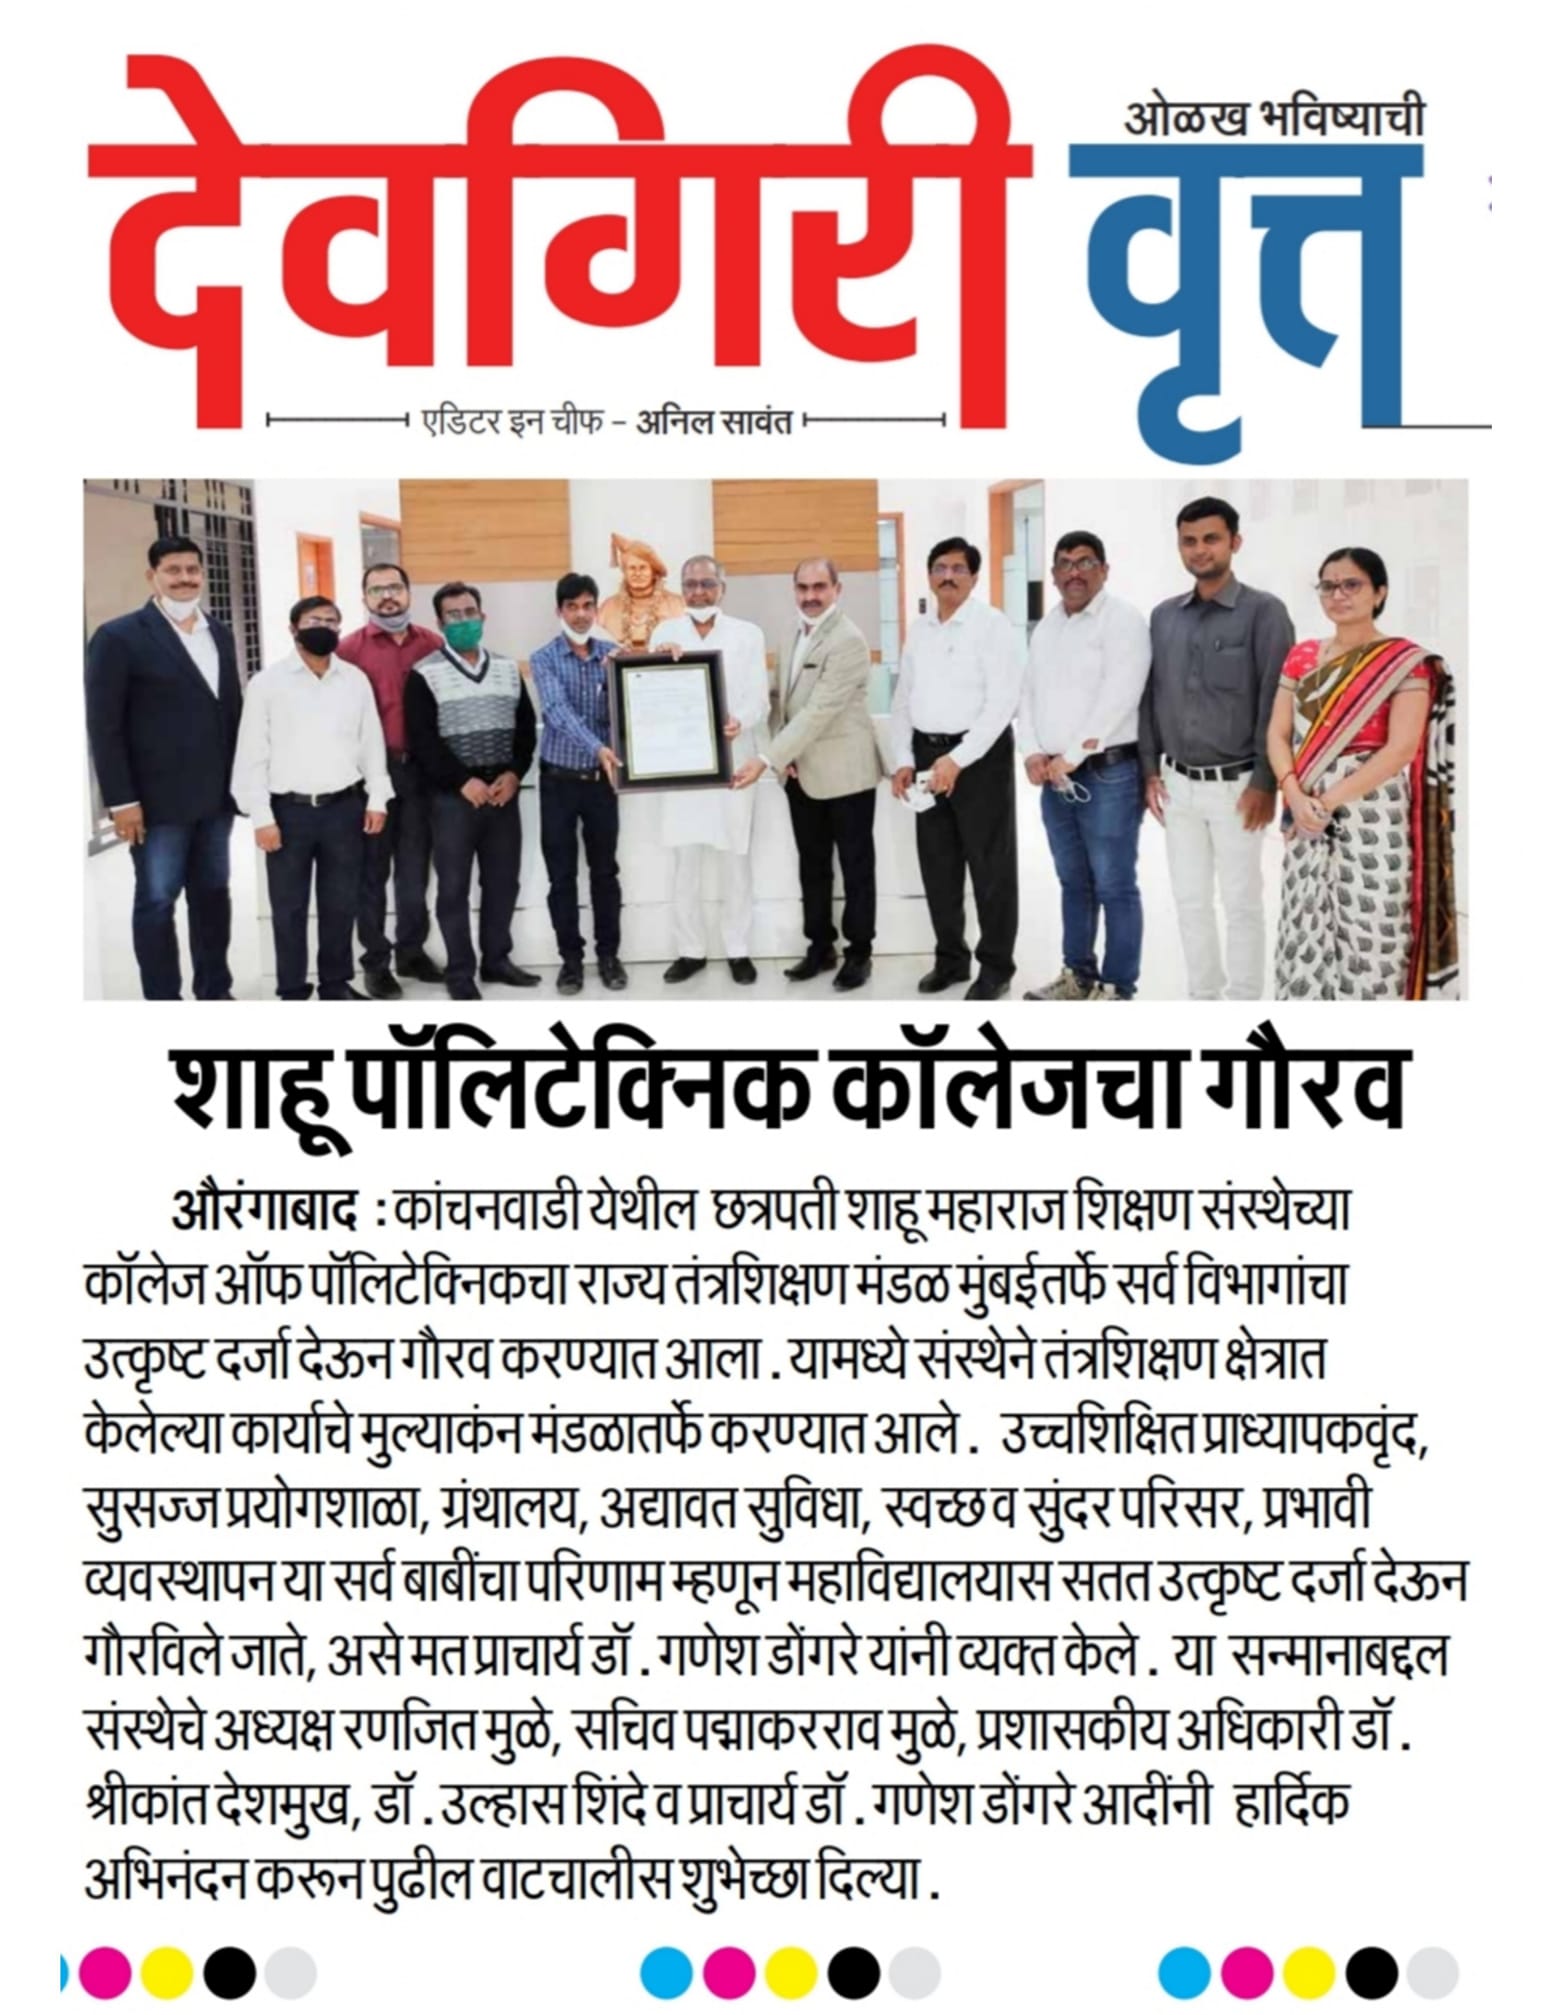 ओळख भविष्याची
देवगिरी वृत्त
एडिटर इन चीफ - अनिल सावंत
शाहू पॉलिटेक्निक कॉलेजचा गौरव
औरंगाबाद : कांचनवाडी येथील छत्रपती शाहू महाराज शिक्षण संस्थेच्या
कॉलेज ऑफ पॉलिटेक्निकचा राज्य तंत्रशिक्षण मंडळ मुंबईतर्फे सर्व विभागांचा
उत्कृष्ट दर्जा देऊन गौरव करण्यात आला. यामध्ये संस्थेने तंत्रशिक्षण क्षेत्रात
केलेल्या कार्याचे मुल्याकंन मंडळातर्फे करण्यात आले. उच्चशिक्षित प्राध्यापकवृंद,
सुसज्ज प्रयोगशाळा, ग्रंथालय, अद्यावत सुविधा, स्वच्छ व सुंदर परिसर, प्रभावी
व्यवस्थापन या सर्व बाबींचा परिणाम म्हणून महाविद्यालयास सतत उत्कृष्ट दर्जा देऊन
गौरविले जाते, असे मत प्राचार्य डॉ. गणेश डोंगरे यांनी व्यक्त केले. या सन्मानाबद्दल
संस्थेचे अध्यक्ष रणजित मुळे, सचिव पद्माकरराव मुळे, प्रशासकीय अधिकारी डॉ.
श्रीकांत देशमुख, डॉ. उल्हास शिंदे व प्राचार्य डॉ. गणेश डोंगरे आदींनी हार्दिक
अभिनंदन करून पुढील वाटचालीस शुभेच्छा दिल्या.